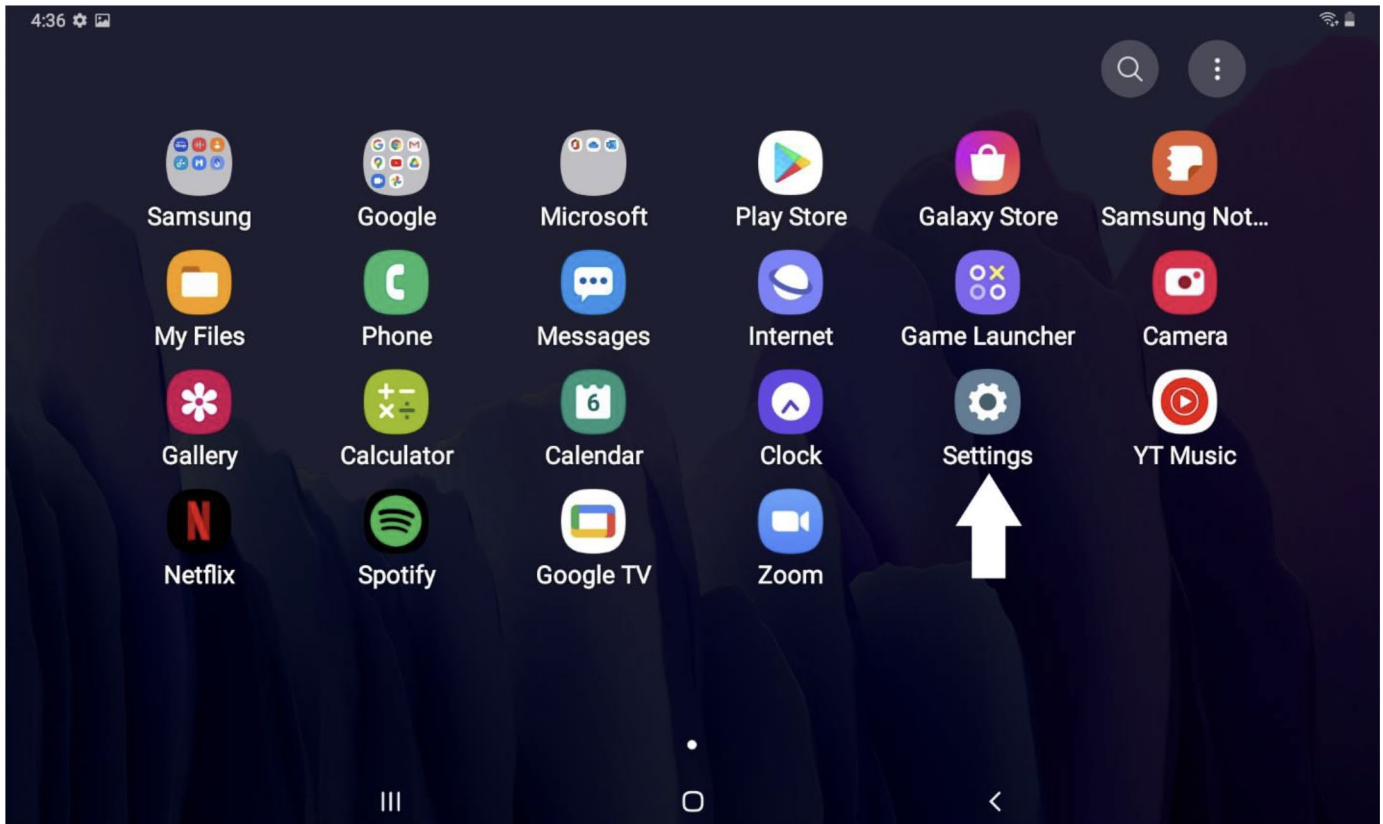 4:36
Samsung Google Microsoft Play Store Galaxy Store Samsung Not...
My Files Phone Messages Internet Game Launcher Camera
6
Gallery Calculator Calendar Clock Settings YT Music
N
Netflix Spotify Google TV Zoom